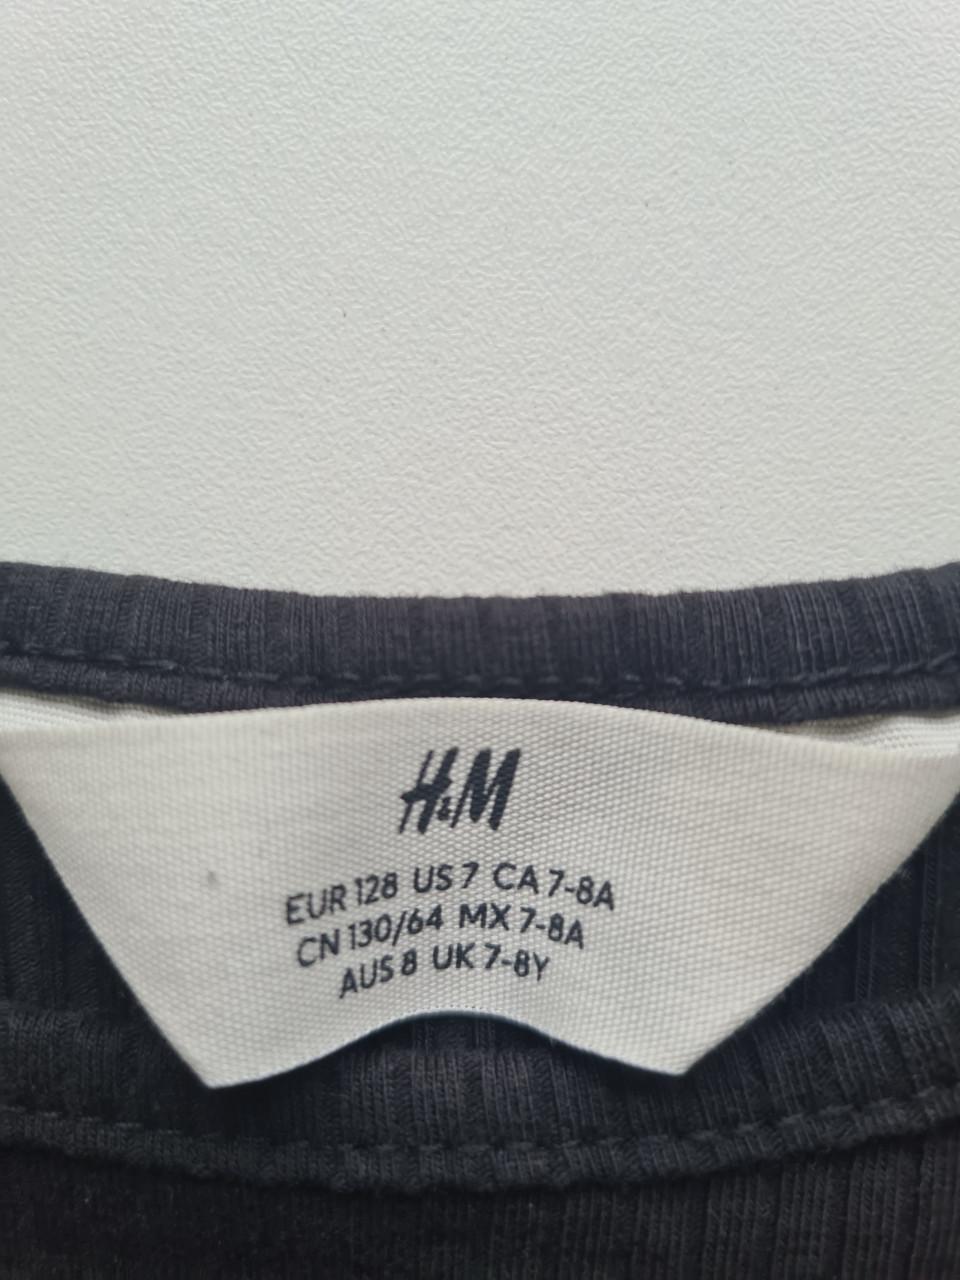 H&M
EUR 128 US 7 CA 7-8A
CN 130/64 MX 7-8A
AUS 8 UK 7-8Y